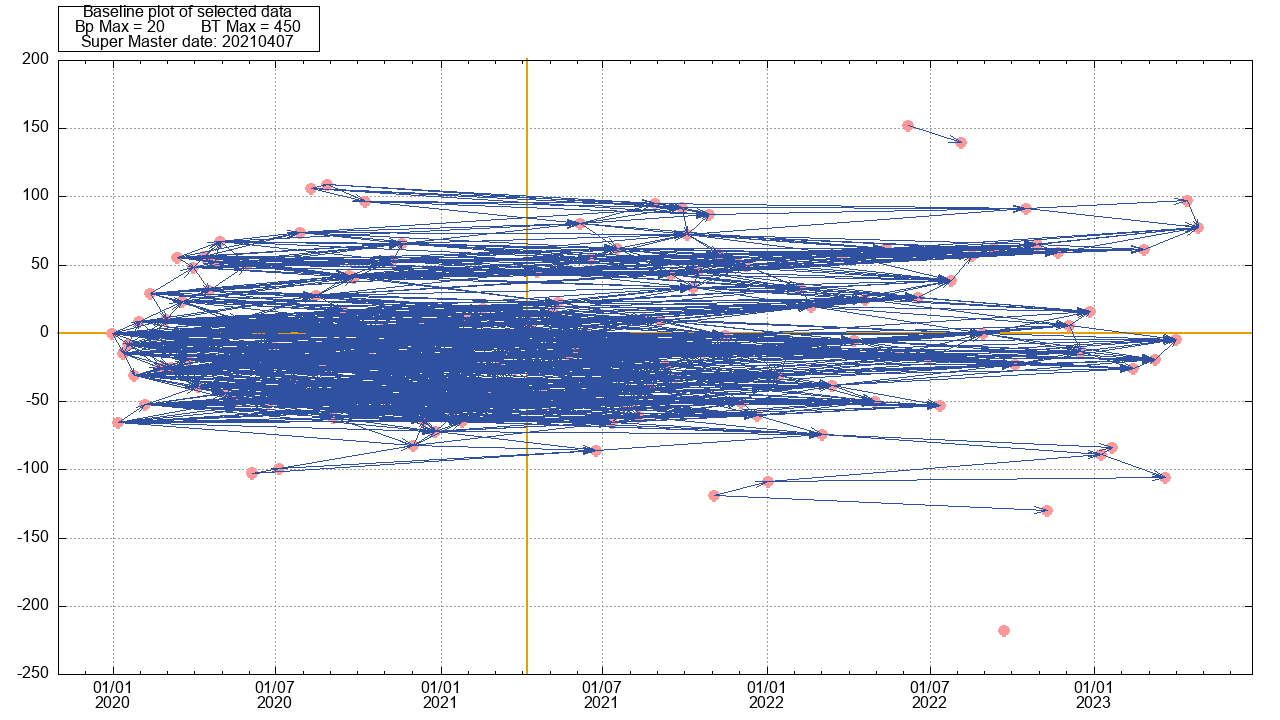 Baseline plot of selected data
Bp Max = 20 BT Max = 450
Super Master date: 20210407
200
150
100
50
0
-50
-100
-150
-200
-250
01/01 01/07 01/01 01/07 01/01 01/07 01/01
2020 2020 2021 2021 2022 2022 2023